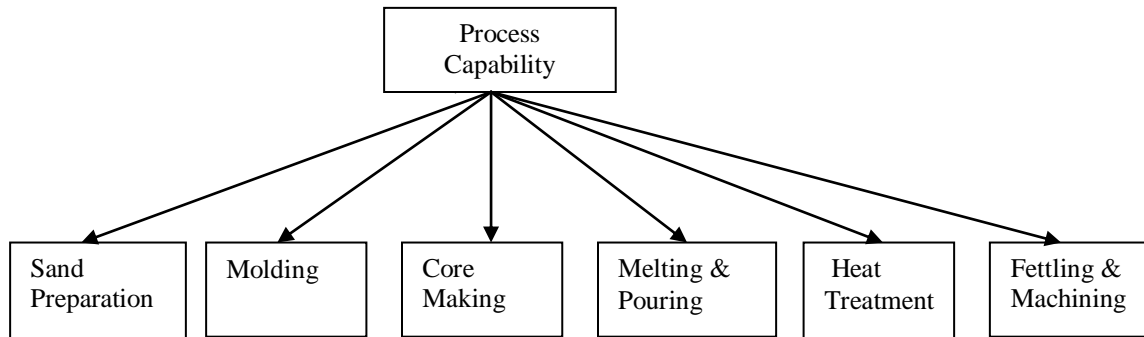 Process
Capability
Sand
Preparation
Molding
Core
Making
Melting &
Pouring
Heat
Treatment
Fettling &
Machining